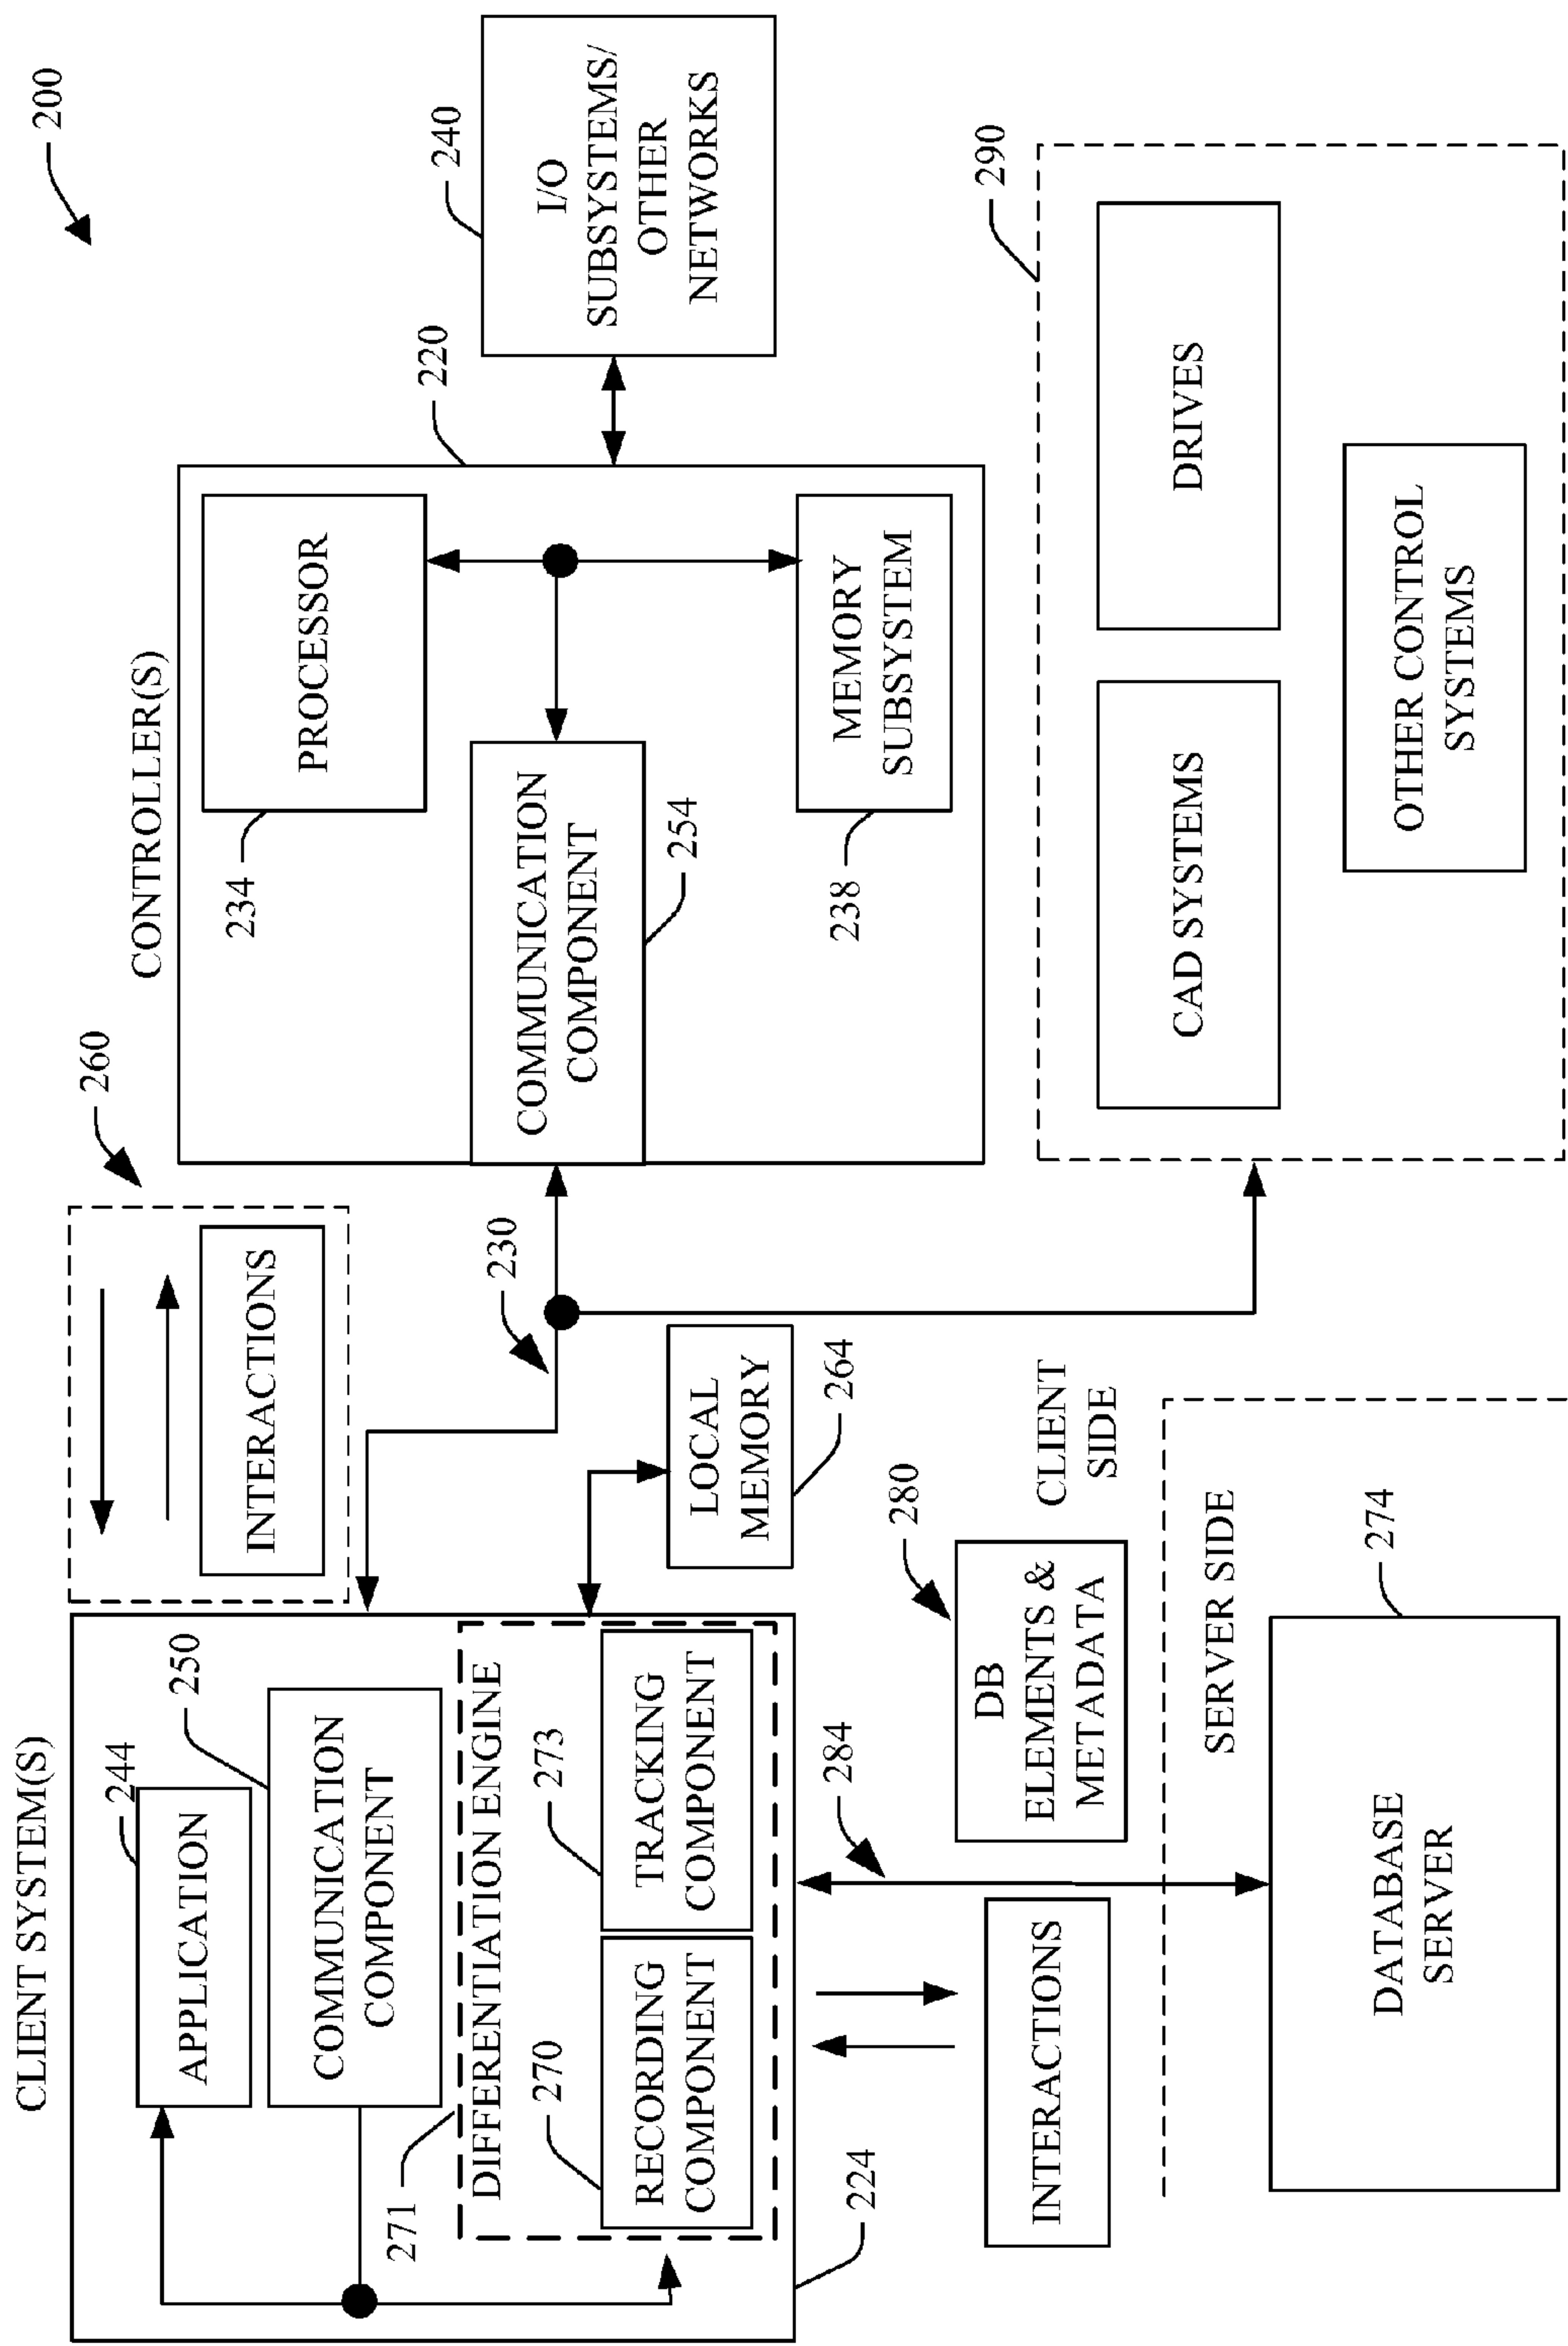 200
CLIENT SYSTEM(S)
244
APPLICATION
250
COMMUNICATION
COMPONENT
271
DIFFERENTIATION ENGINE
270
RECORDING
COMPONENT
273
TRACKING
COMPONENT
224
260
INTERACTIONS
230
LOCAL
MEMORY
264
CONTROLLER(S)
220
234
PROCESSOR
COMMUNICATION
COMPONENT
254
238
MEMORY
SUBSYSTEM
240
I/O
SUBSYSTEMS/
OTHER
NETWORKS
INTERACTIONS
284
280
DB
ELEMENTS &
METADATA
CLIENT
SIDE
SERVER SIDE
274
DATABASE
SERVER
290
CAD SYSTEMS
DRIVES
OTHER CONTROL
SYSTEMS